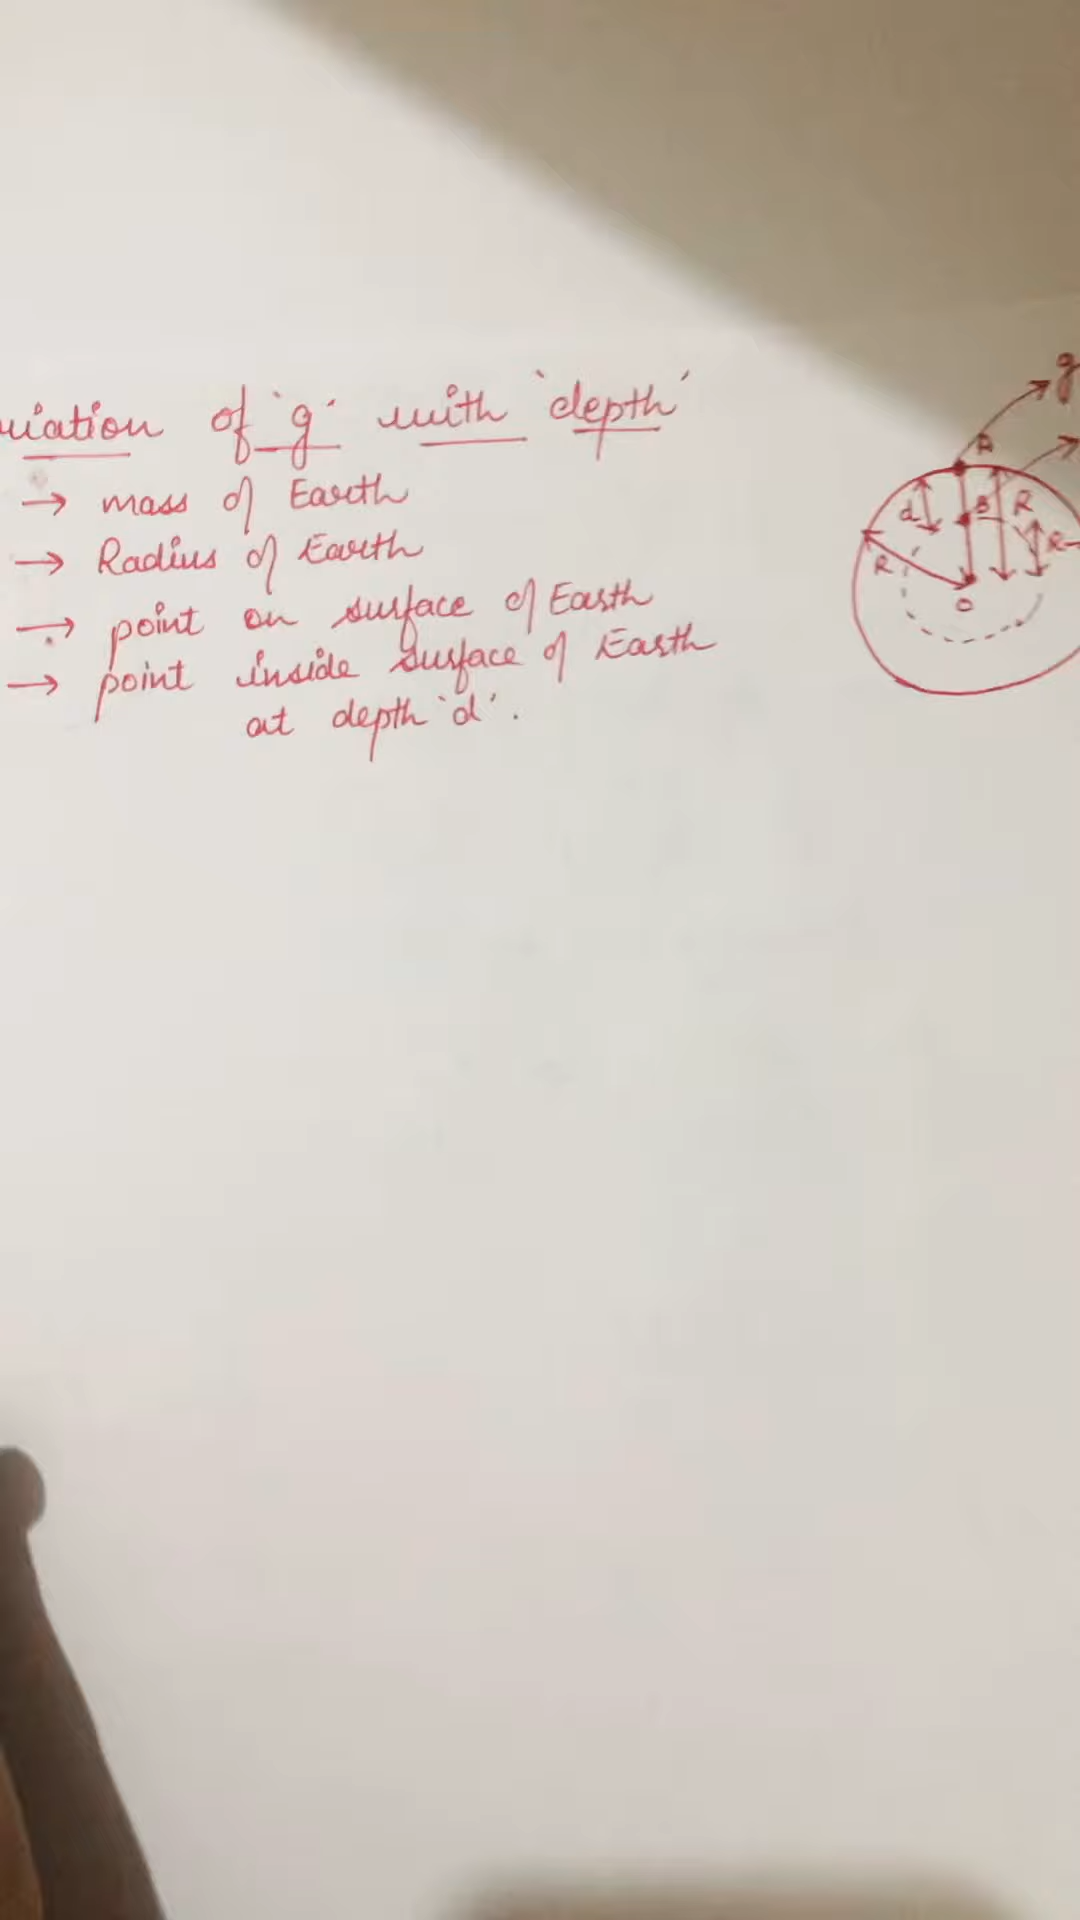 of 'g' with 'depth'
→ mass of Earth
→ Radius of Earth
→ point on surface of Earth
→ point inside surface of Earth
at depth 'd'.
g
A
d
B
R
R-
R
O